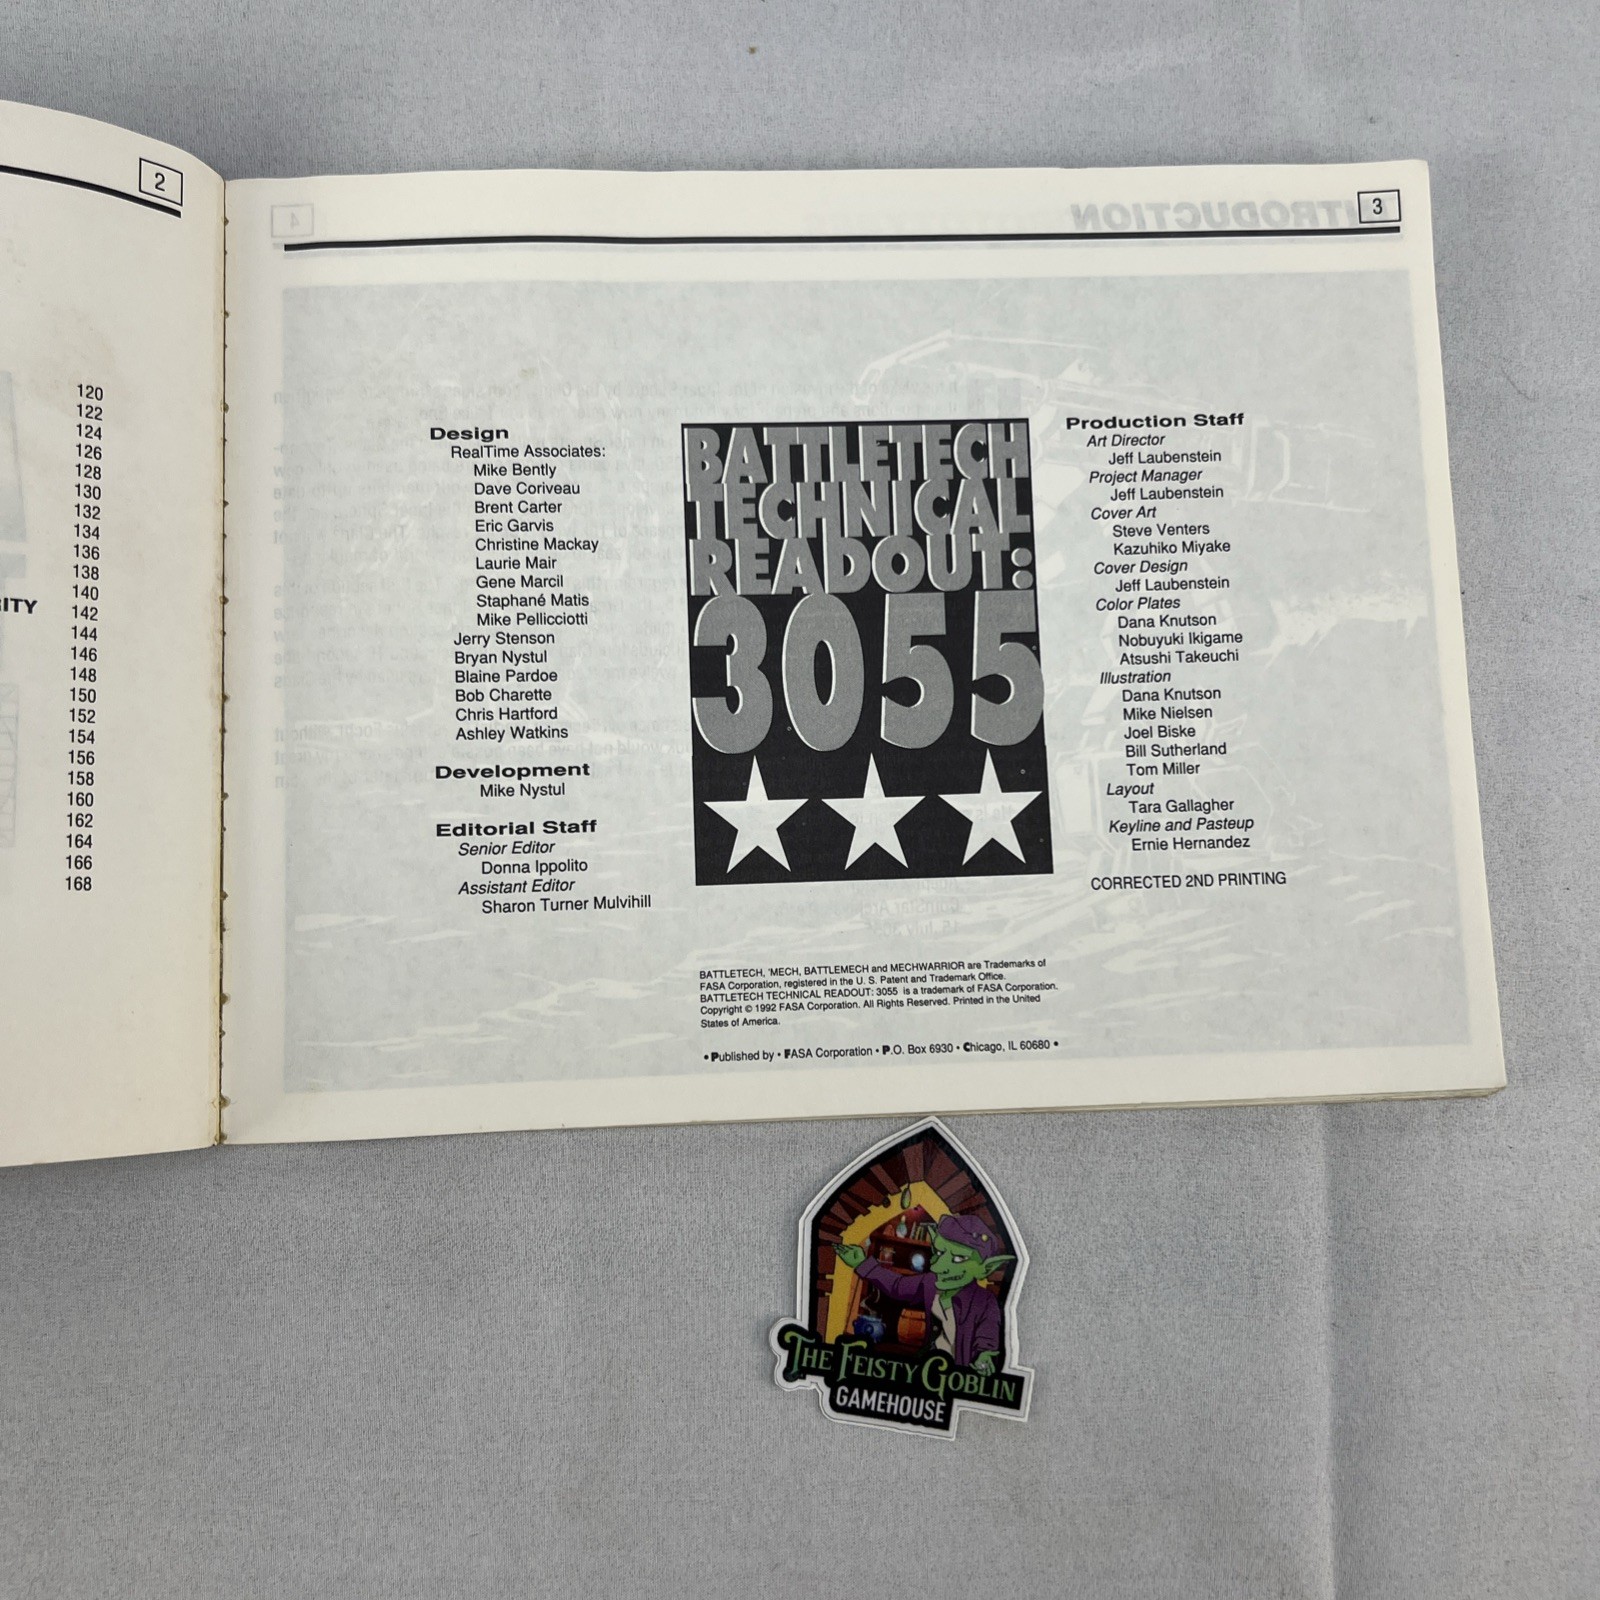 2
120
122
124
126
128
130
132
134
136
138
140
ITY
142
144
146
148
150
152
154
156
158
160
162
164
166
168
3
Design
RealTime Associates:
Mike Bently
Dave Coriveau
Brent Carter
Eric Garvis
Christine Mackay
Laurie Mair
Gene Marcil
Staphané Matis
Mike Pellicciotti
Jerry Stenson
Bryan Nystul
Blaine Pardoe
Bob Charette
Chris Hartford
Ashley Watkins
Development
Mike Nystul
Editorial Staff
Senior Editor
Donna Ippolito
Assistant Editor
Sharon Turner Mulvihill
BATTLETECH
TECHNICAL
READOUT:
3055
Production Staff
Art Director
Jeff Laubenstein
Project Manager
Jeff Laubenstein
Cover Art
Steve Venters
Kazuhiko Miyake
Cover Design
Jeff Laubenstein
Color Plates
Dana Knutson
Nobuyuki Ikigame
Atsushi Takeuchi
Illustration
Dana Knutson
Mike Nielsen
Joel Biske
Bill Sutherland
Tom Miller
Layout
Tara Gallagher
Keyline and Pasteup
Ernie Hernandez
CORRECTED 2ND PRINTING
BATTLETECH, 'MECH, BATTLEMECH and MECHWARRIOR are Trademarks of
FASA Corporation, registered in the U. S. Patent and Trademark Office.
BATTLETECH TECHNICAL READOUT: 3055 is a trademark of FASA Corporation.
Copyright © 1992 FASA Corporation. All Rights Reserved. Printed in the United
States of America.
• Published by • FASA Corporation • P.O. Box 6930 • Chicago, IL 60680 •
THE FEISTY GOBLIN
GAMEHOUSE